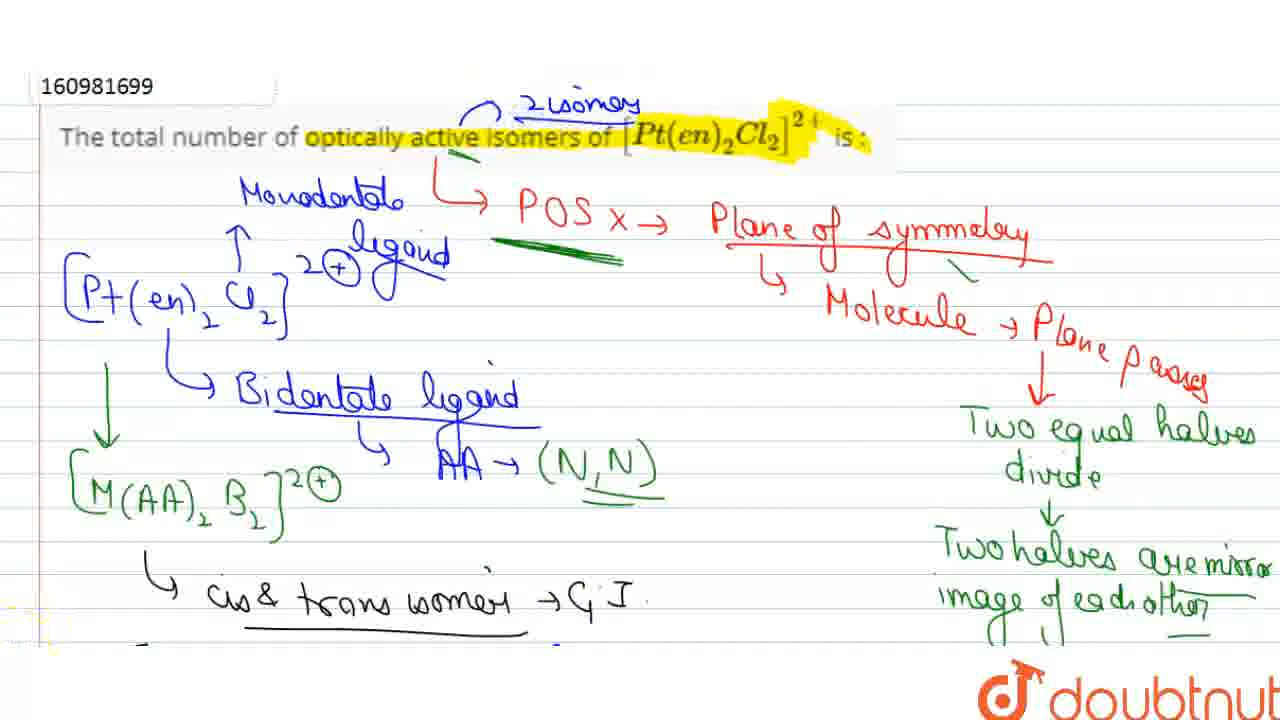 160981699
2 isomers
The total number of optically active isomers of [Pt(en)₂Cl₂]²⁺ is :
Monodentate
ligand
POS x → Plane of symmetry
[Pt(en)₂ Cl₂]²⁺
Molecule → Plane passes
Bidentate ligand
Two equal halves
divide
AA → (N,N)
[M(AA)₂ B₂]²⁺
Two halves are mirror
image of each other
cis & trans isomer → G.I.
doubtnut